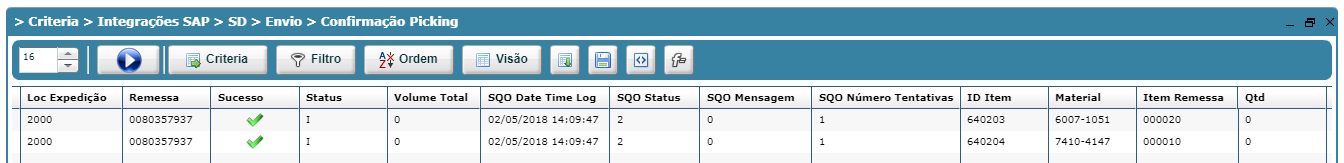 > Criteria > Integrações SAP > SD > Envio > Confirmação Picking
16 Criteria Filtro Ordem Visão
Loc Expedição Remessa Sucesso Status Volume Total SQO Date Time Log SQO Status SQO Mensagem SQO Número Tentativas ID Item Material Item Remessa Qtd
2000 0080357937 I 0 02/05/2018 14:09:47 2 0 1 640203 6007-1051 000020 0
2000 0080357937 I 0 02/05/2018 14:09:47 2 0 1 640204 7410-4147 000010 0